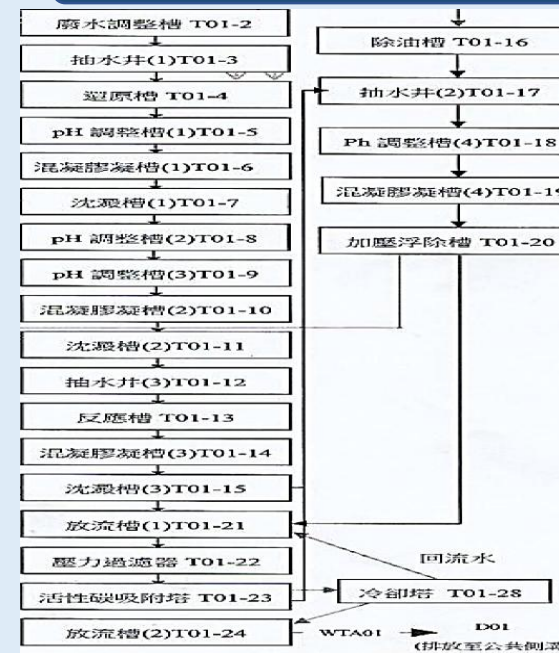 廢水調整槽 T01-2
抽水井(1)T01-3
還原槽 T01-4
pH 調整槽(1)T01-5
混凝膠凝槽(1)T01-6
沈澱槽(1)T01-7
pH 調整槽(2)T01-8
pH 調整槽(3)T01-9
混凝膠凝槽(2)T01-10
沈澱槽(2)T01-11
抽水井(3)T01-12
反應槽 T01-13
混凝膠凝槽(3)T01-14
沈澱槽(3)T01-15
放流槽(1)T01-21
壓力過濾器 T01-22
活性碳吸附塔 T01-23
放流槽(2)T01-24
除油槽 T01-16
抽水井(2)T01-17
Ph 調整槽(4)T01-18
混凝膠凝槽(4)T01-19
加壓浮除槽 T01-20
回流水
冷卻塔 T01-28
WTA01
D01
(排放至公共側溝